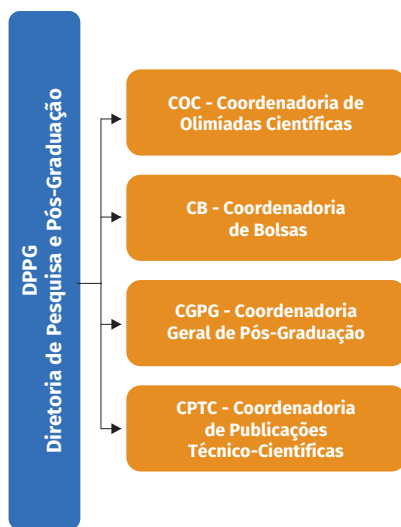 DPPG
Diretoria de Pesquisa e Pós-Graduação
COC - Coordenadoria de
Olimíadas Científicas
CB - Coordenadoria
de Bolsas
CGPG - Coordenadoria
Geral de Pós-Graduação
CPTC - Coordenadoria
de Publicações
Técnico-Científicas